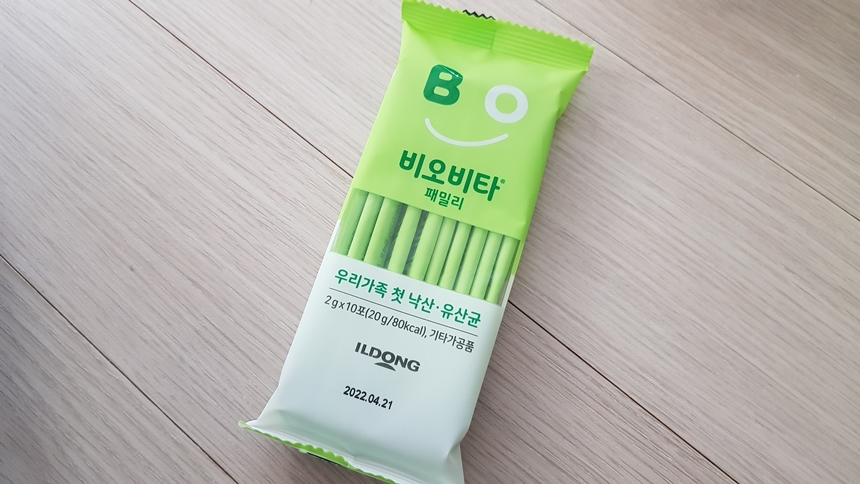 B O
비오비타®
패밀리
우리가족 첫 낙산·유산균
2g x 10포(20g/80kcal), 기타가공품
ILDONG
2022.04.21